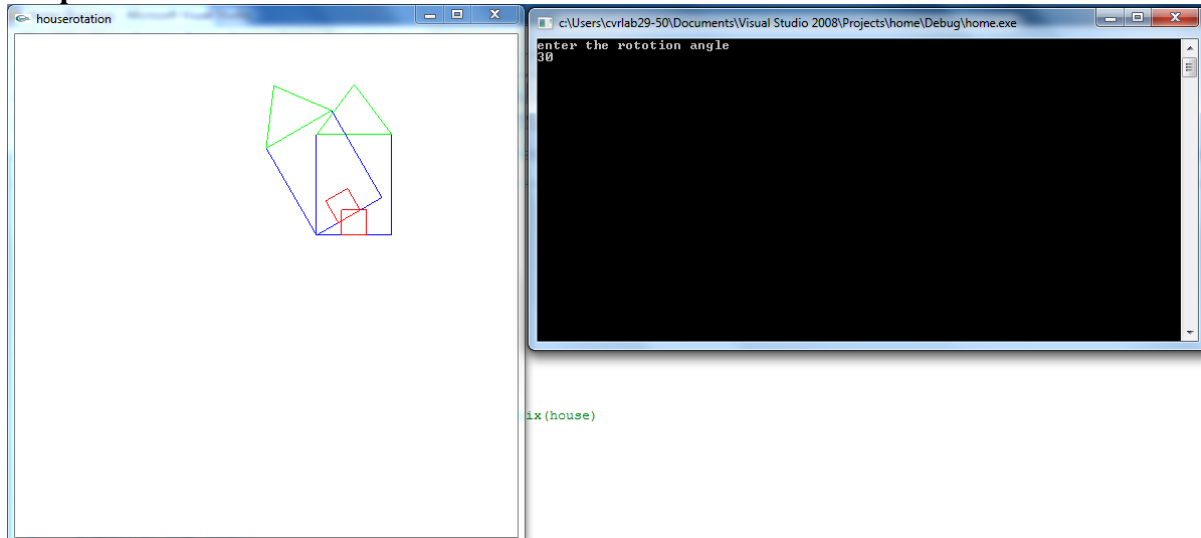 houserotation
c:\Users\cvrlab29-50\Documents\Visual Studio 2008\Projects\home\Debug\home.exe
enter the rototion angle
30
ix(house)